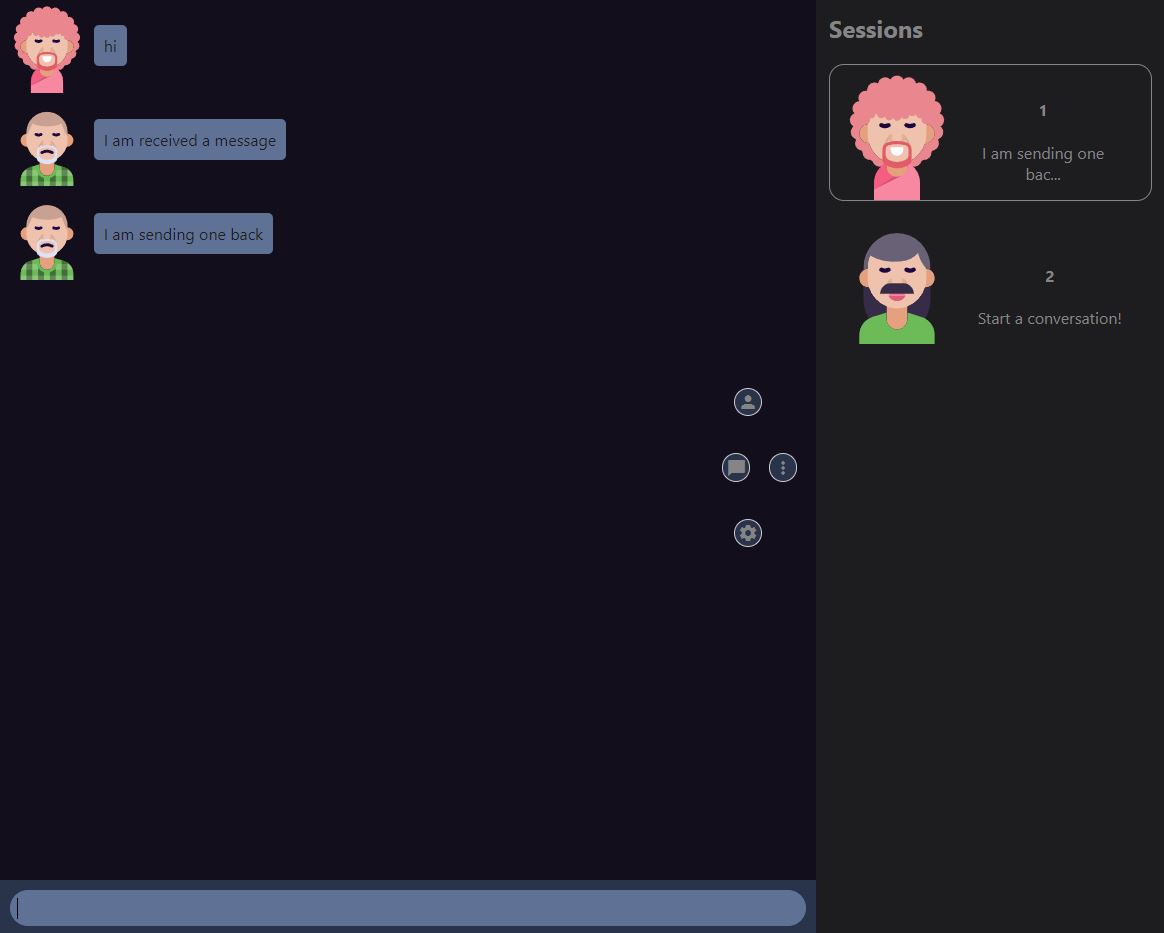 hi
I am received a message
I am sending one back
Sessions
1
I am sending one
bac...
2
Start a conversation!